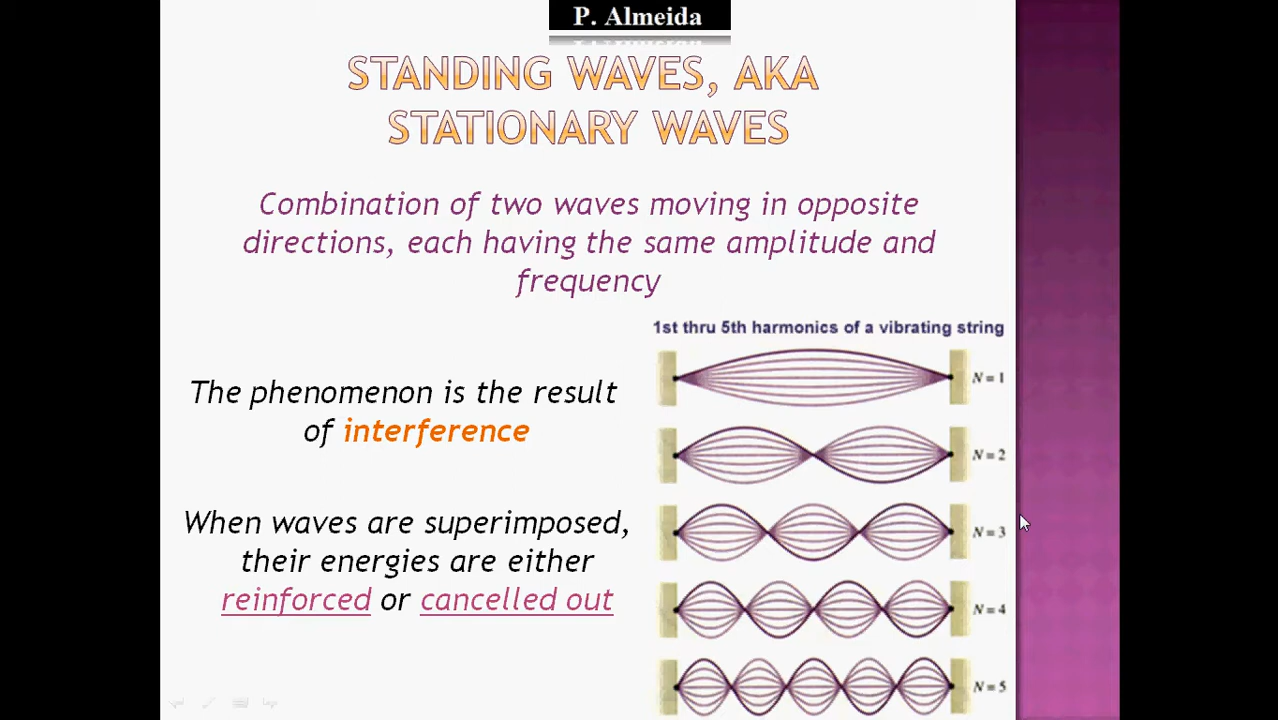 P. Almeida
STANDING WAVES, AKA
STATIONARY WAVES
Combination of two waves moving in opposite
directions, each having the same amplitude and
frequency
The phenomenon is the result
of interference
When waves are superimposed,
their energies are either
reinforced or cancelled out
1st thru 5th harmonics of a vibrating string
N = 1
N = 2
N = 3
N = 4
N = 5